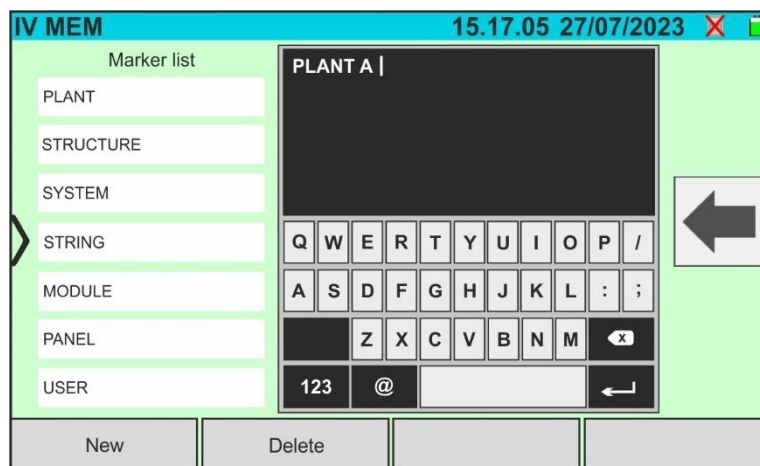 IV MEM 15.17.05 27/07/2023
Marker list
PLANT
STRUCTURE
SYSTEM
STRING
MODULE
PANEL
USER
PLANT A
Q W E R T Y U I O P /
A S D F G H J K L : ;
Z X C V B N M x
123 @
New Delete